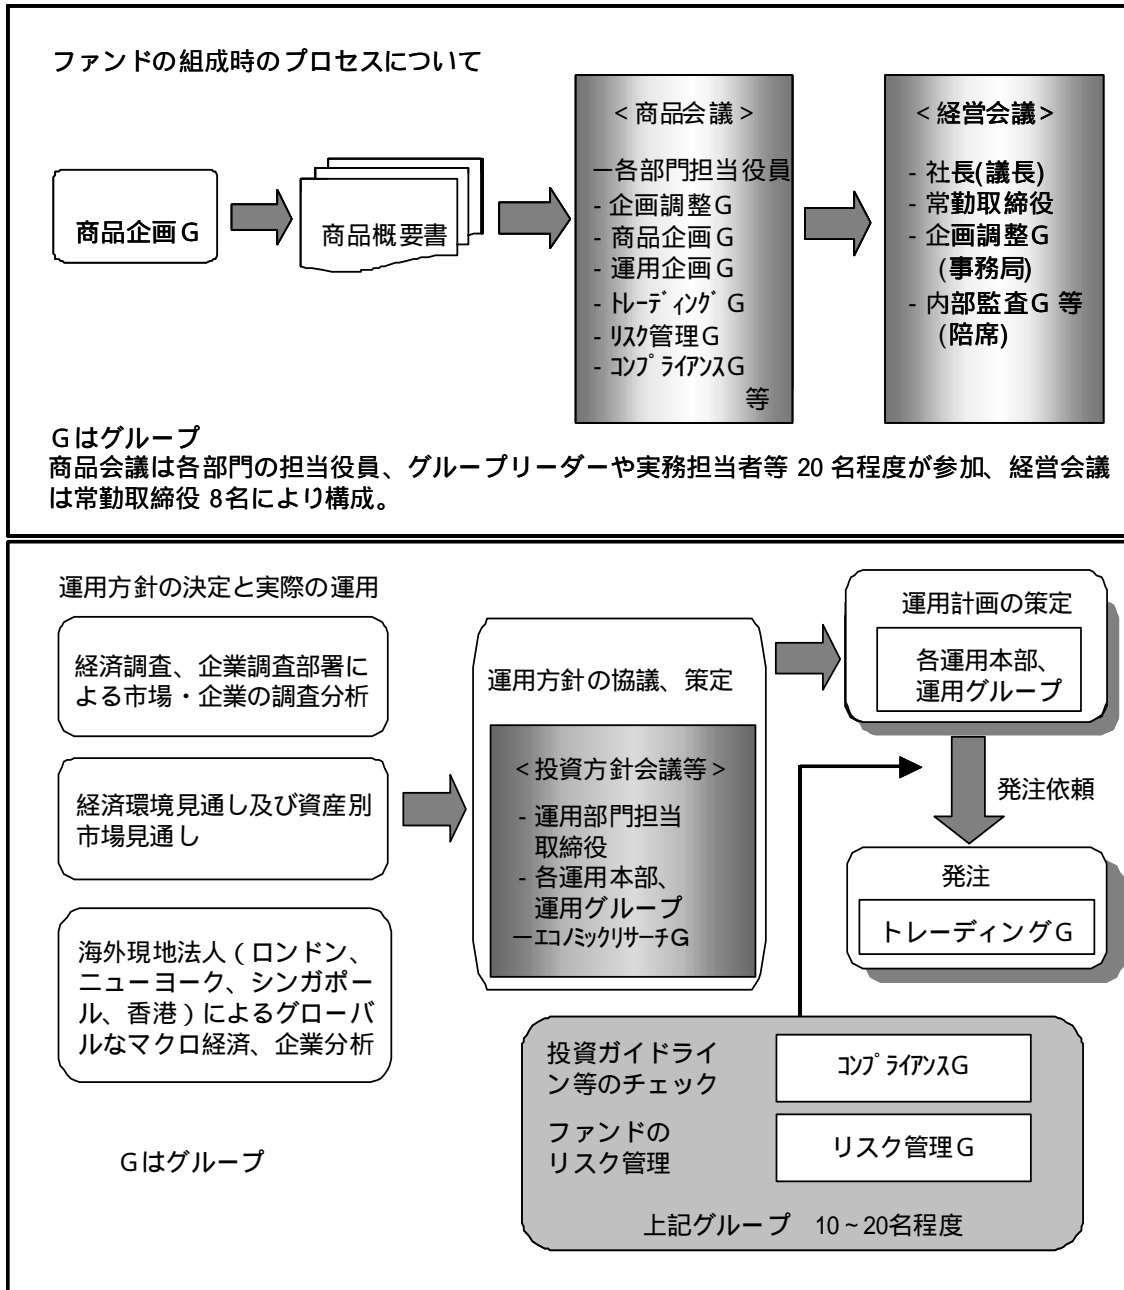 ファンドの組成時のプロセスについて
商品企画G
商品概要書
<商品会議>
－各部門担当役員
- 企画調整G
- 商品企画G
- 運用企画G
- ﾄﾚｰﾃﾞｨﾝｸﾞG
- ﾘｽｸ管理G
- ｺﾝﾌﾟﾗｲｱﾝｽG
等
<経営会議>
- 社長(議長)
- 常勤取締役
- 企画調整G
(事務局)
- 内部監査G 等
(陪席)
Gはグループ
商品会議は各部門の担当役員、グループリーダーや実務担当者等 20 名程度が参加、経営会議
は常勤取締役 8名により構成。
運用方針の決定と実際の運用
経済調査、企業調査部署に
よる市場・企業の調査分析
経済環境見通し及び資産別
市場見通し
海外現地法人（ロンドン、
ニューヨーク、シンガポー
ル、香港）によるグローバ
ルなマクロ経済、企業分析
運用方針の協議、策定
<投資方針会議等>
- 運用部門担当
取締役
- 各運用本部、
運用グループ
－ｴｺﾉﾐｯｸﾘｻｰﾁG
運用計画の策定
各運用本部、
運用グループ
発注依頼
発注
トレーディングG
投資ガイドライ
ン等のチェック
ｺﾝﾌﾟﾗｲｱﾝｽG
ファンドの
リスク管理
リスク管理G
上記グループ　10～20名程度
Gはグループ